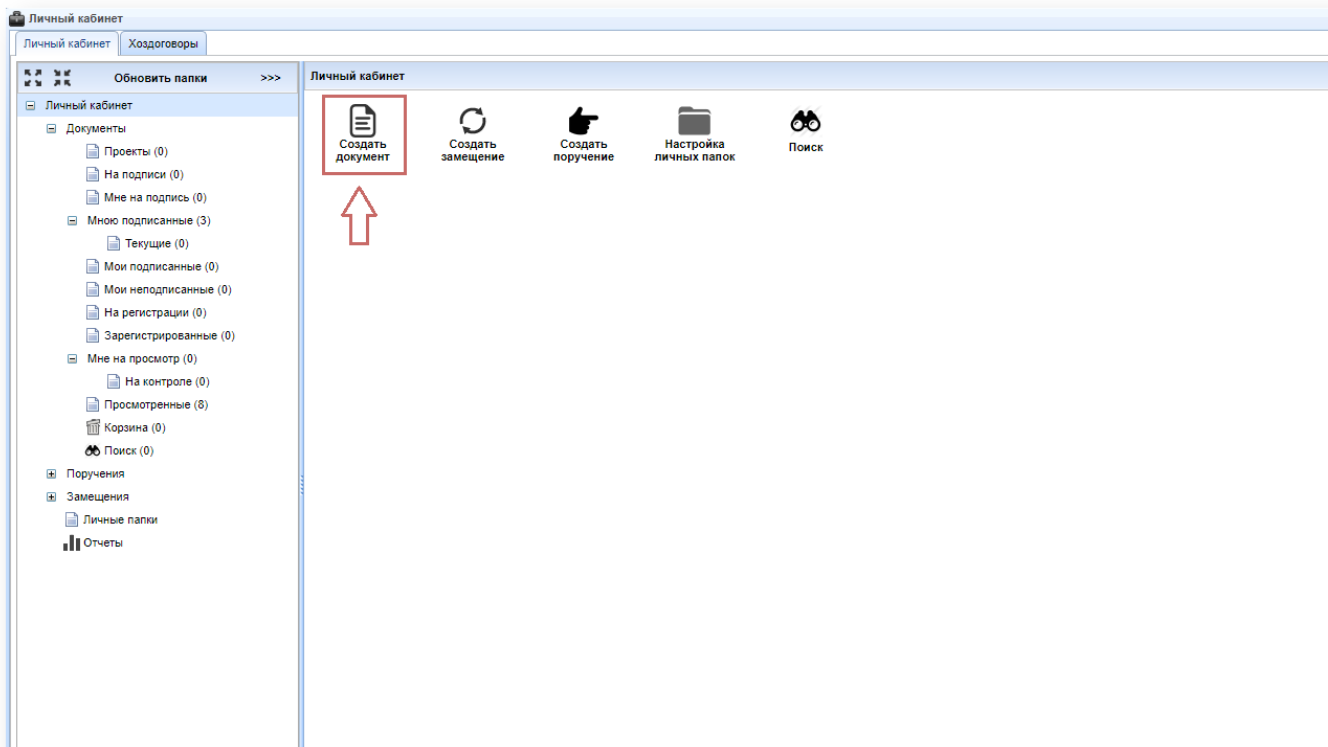 Личный кабинет
Личный кабинет Хоздоговоры
Обновить папки >>>
Личный кабинет
Документы
Проекты (0)
На подписи (0)
Мне на подпись (0)
Мною подписанные (3)
Текущие (0)
Мои подписанные (0)
Мои неподписанные (0)
На регистрации (0)
Зарегистрированные (0)
Мне на просмотр (0)
На контроле (0)
Просмотренные (8)
Корзина (0)
Поиск (0)
Поручения
Замещения
Личные папки
Отчеты
Личный кабинет
Создать
документ
Создать
замещение
Создать
поручение
Настройка
личных папок
Поиск